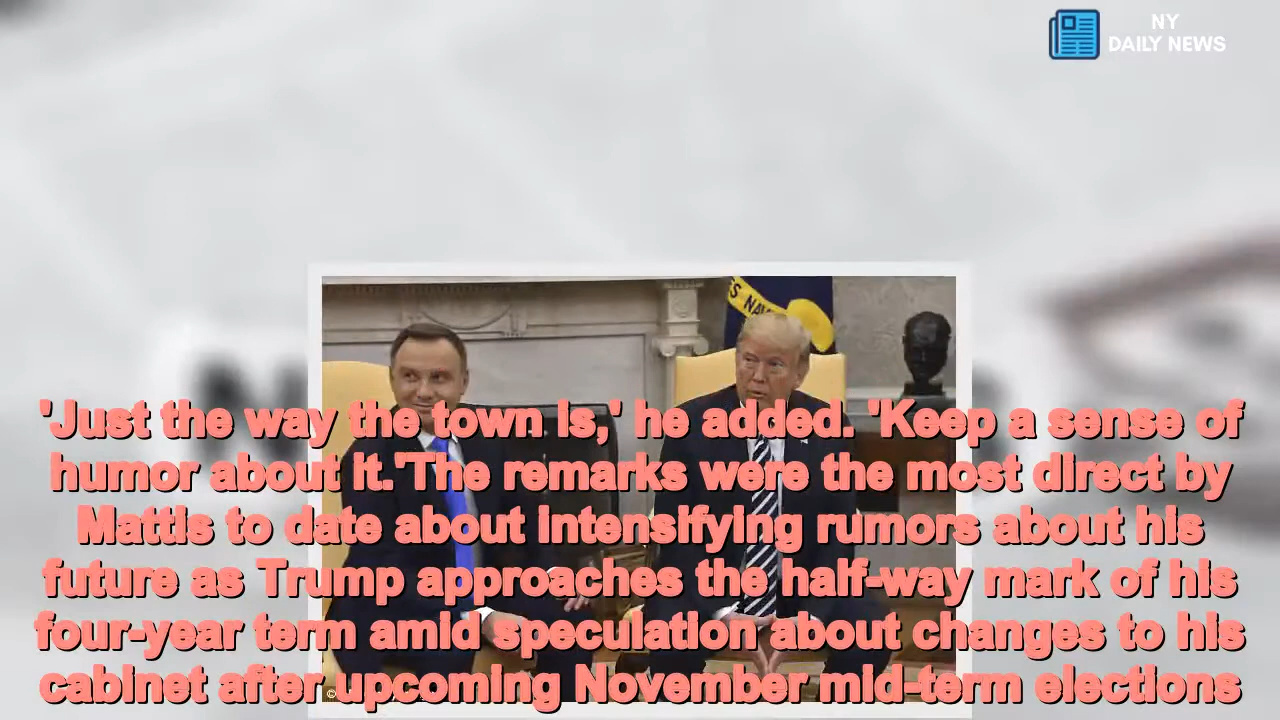 NY
DAILY NEWS
S NAV
'Just the way the town is,' he added. 'Keep a sense of
humor about it.'The remarks were the most direct by
Mattis to date about intensifying rumors about his
future as Trump approaches the half-way mark of his
four-year term amid speculation about changes to his
cabinet after upcoming November mid-term elections